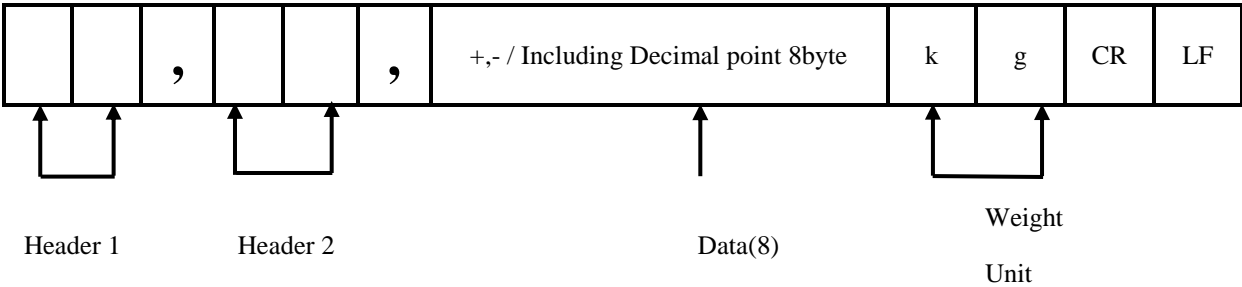 , , +,- / Including Decimal point 8byte k g CR LF
Header 1 Header 2 Data(8) Weight
Unit